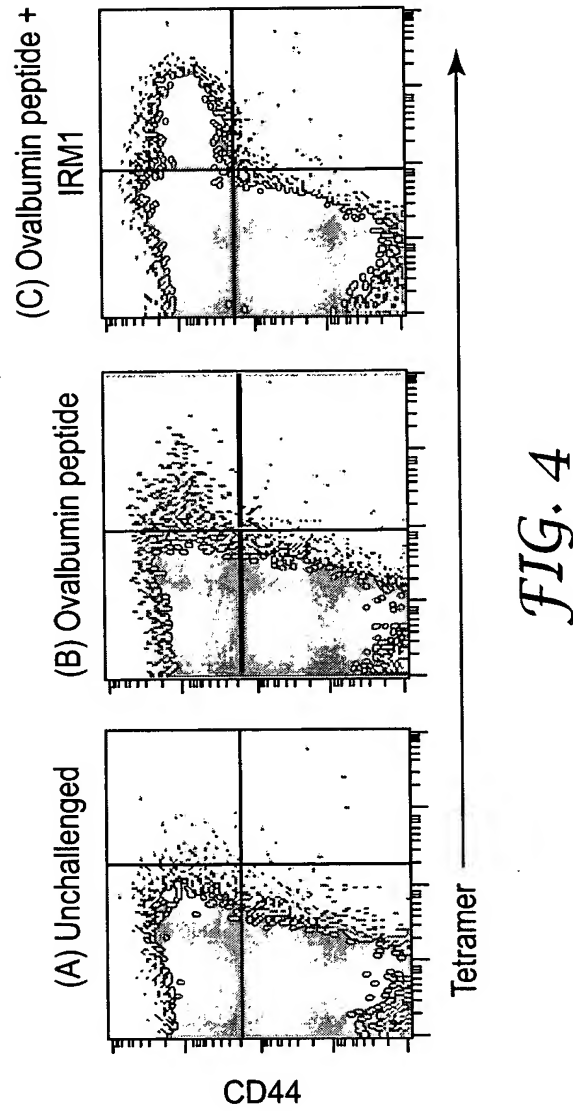 (A) Unchallenged
(B) Ovalbumin peptide
(C) Ovalbumin peptide +
IRM1
CD44
Tetramer
FIG. 4